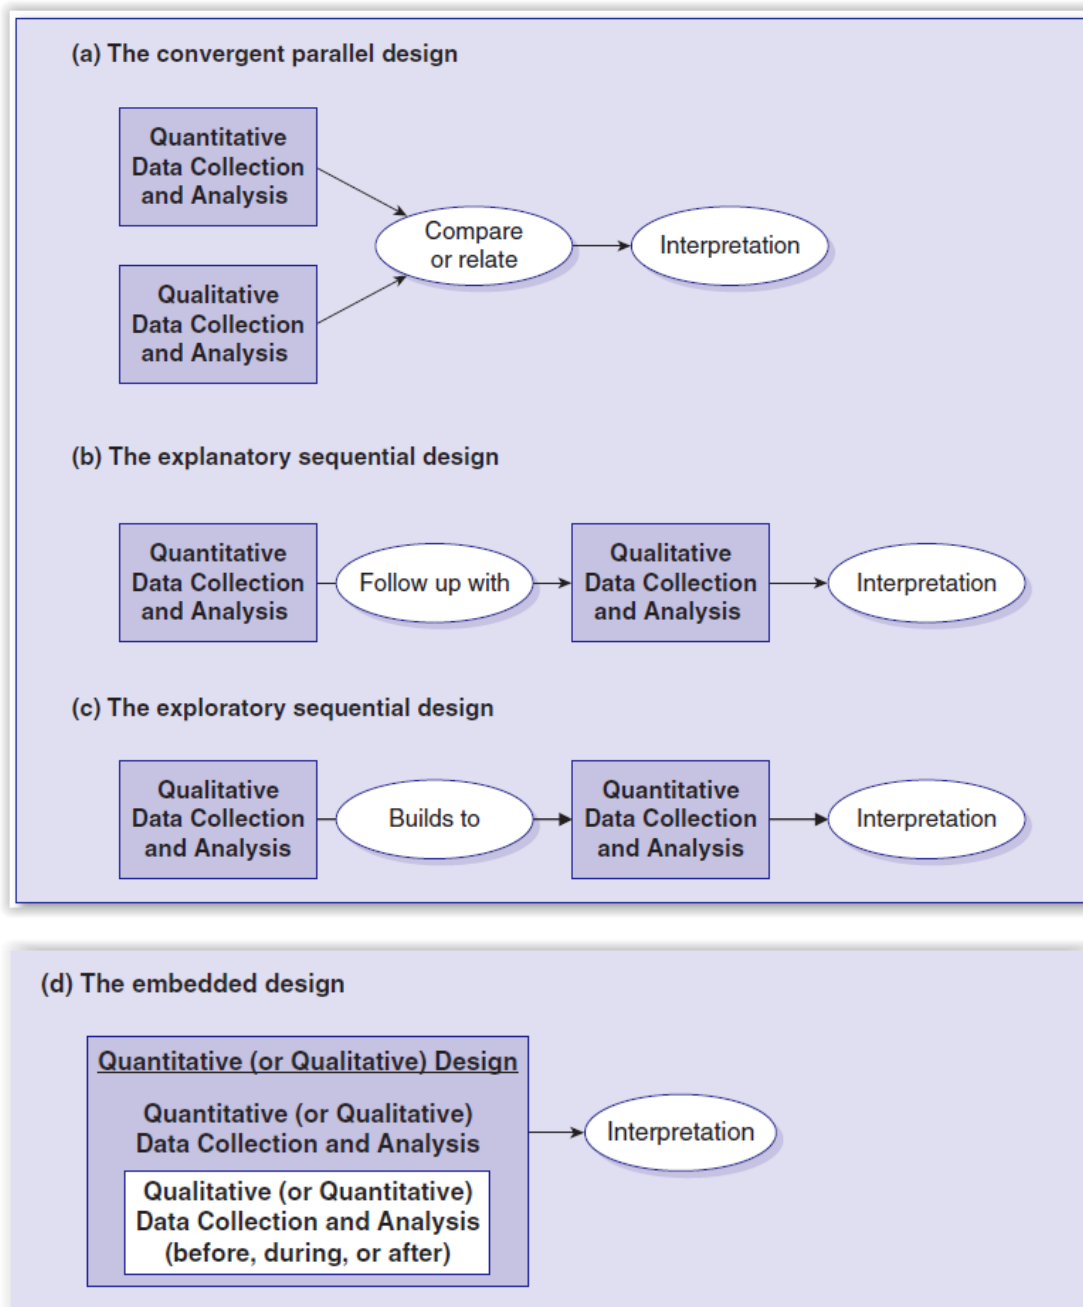 (a) The convergent parallel design
Quantitative
Data Collection
and Analysis
Compare
or relate
Interpretation
Qualitative
Data Collection
and Analysis
(b) The explanatory sequential design
Quantitative
Data Collection
and Analysis
Follow up with
Qualitative
Data Collection
and Analysis
Interpretation
(c) The exploratory sequential design
Qualitative
Data Collection
and Analysis
Builds to
Quantitative
Data Collection
and Analysis
Interpretation
(d) The embedded design
Quantitative (or Qualitative) Design
Quantitative (or Qualitative)
Data Collection and Analysis
Qualitative (or Quantitative)
Data Collection and Analysis
(before, during, or after)
Interpretation